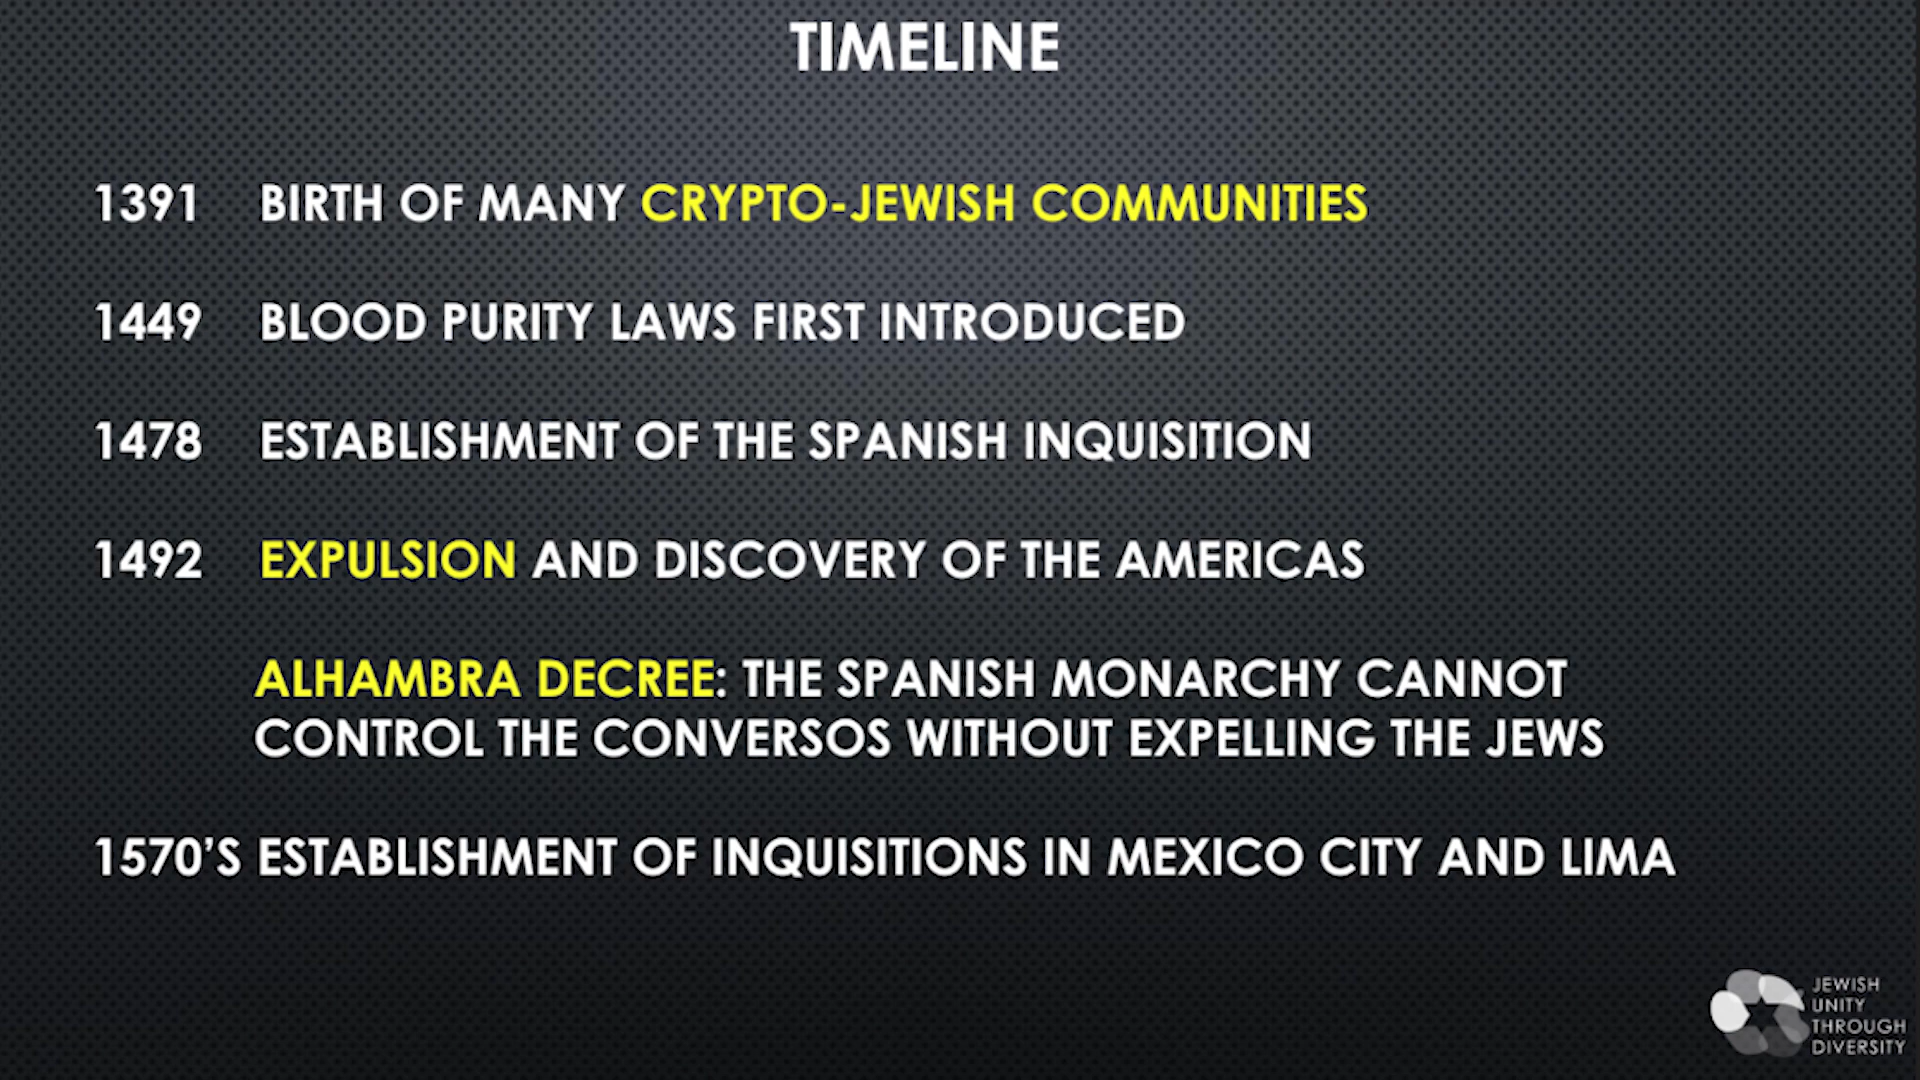 TIMELINE
1391 BIRTH OF MANY CRYPTO-JEWISH COMMUNITIES
1449 BLOOD PURITY LAWS FIRST INTRODUCED
1478 ESTABLISHMENT OF THE SPANISH INQUISITION
1492 EXPULSION AND DISCOVERY OF THE AMERICAS
ALHAMBRA DECREE: THE SPANISH MONARCHY CANNOT
CONTROL THE CONVERSOS WITHOUT EXPELLING THE JEWS
1570’S ESTABLISHMENT OF INQUISITIONS IN MEXICO CITY AND LIMA
JEWISH
UNITY
THROUGH
DIVERSITY